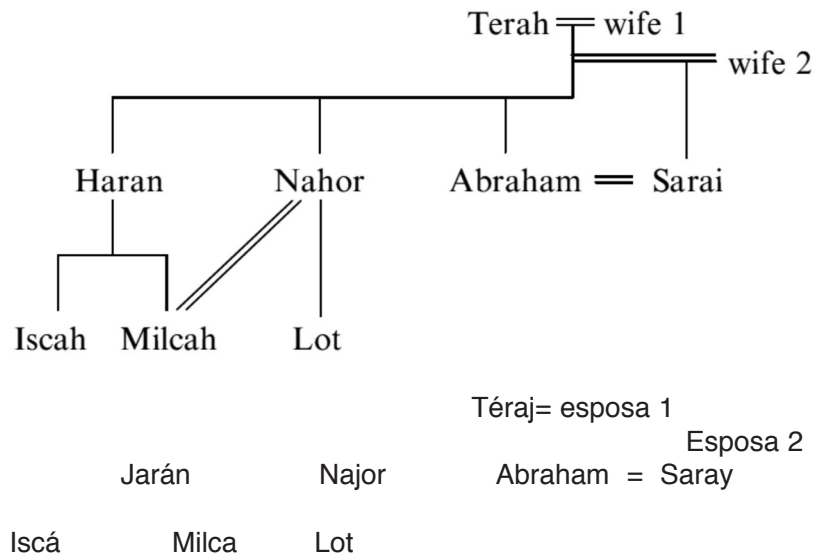 Terah wife 1
wife 2
Haran Nahor Abraham Sarai
Iscah Milcah Lot
Téraj= esposa 1
Esposa 2
Jarán Najor Abraham = Saray
Iscá Milca Lot